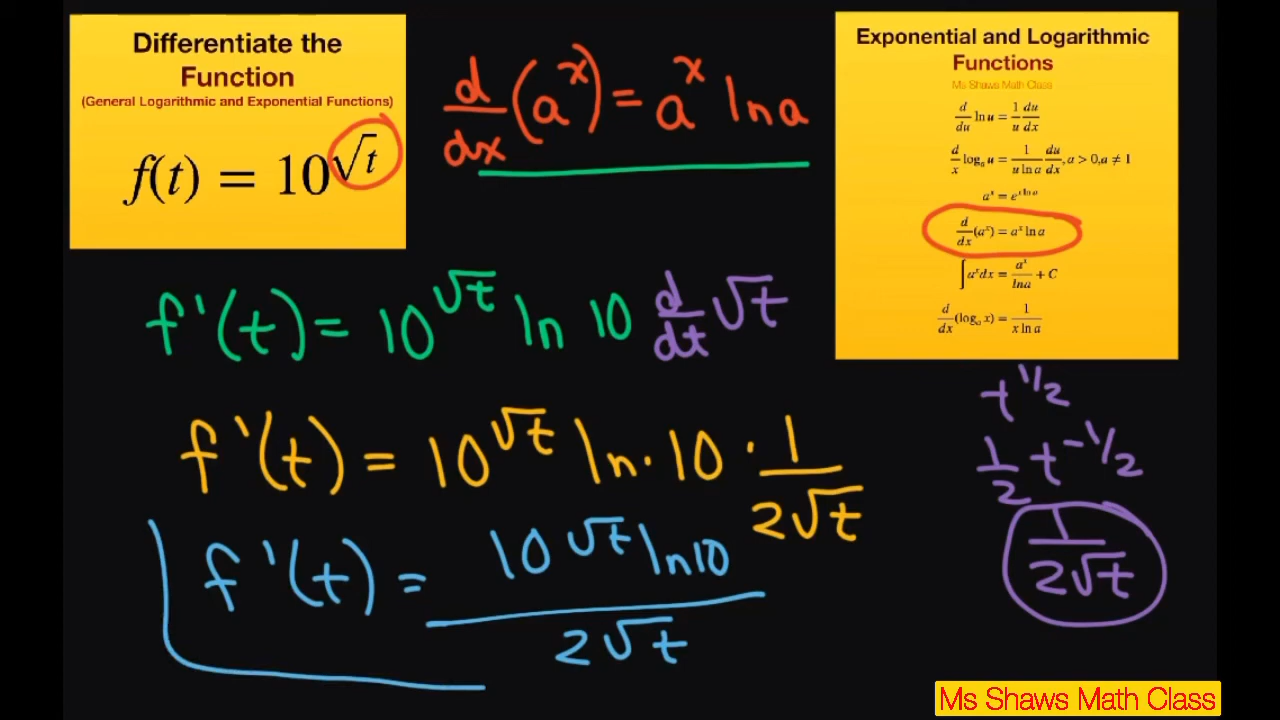 Differentiate the
Function
(General Logarithmic and Exponential Functions)
f(t) = 10^√t
d/dx (a^x) = a^x ln a
Exponential and Logarithmic
Functions
Ms Shaws Math Class
d/du ln u = 1/u du/dx
d/x log_a u = 1/(u ln a) du/dx, a > 0, a ≠ 1
a^x = e^(x ln a)
d/dx (a^x) = a^x ln a
∫ a^x dx = a^x/lna + C
d/dx (log_a x) = 1/(x ln a)
f'(t) = 10^√t ln 10 d/dt √t
f'(t) = 10^√t ln · 10 · 1/(2√t)
f'(t) = 10^√t ln10/(2√t)
t^1/2
1/2 t^-1/2
1/(2√t)
Ms Shaws Math Class